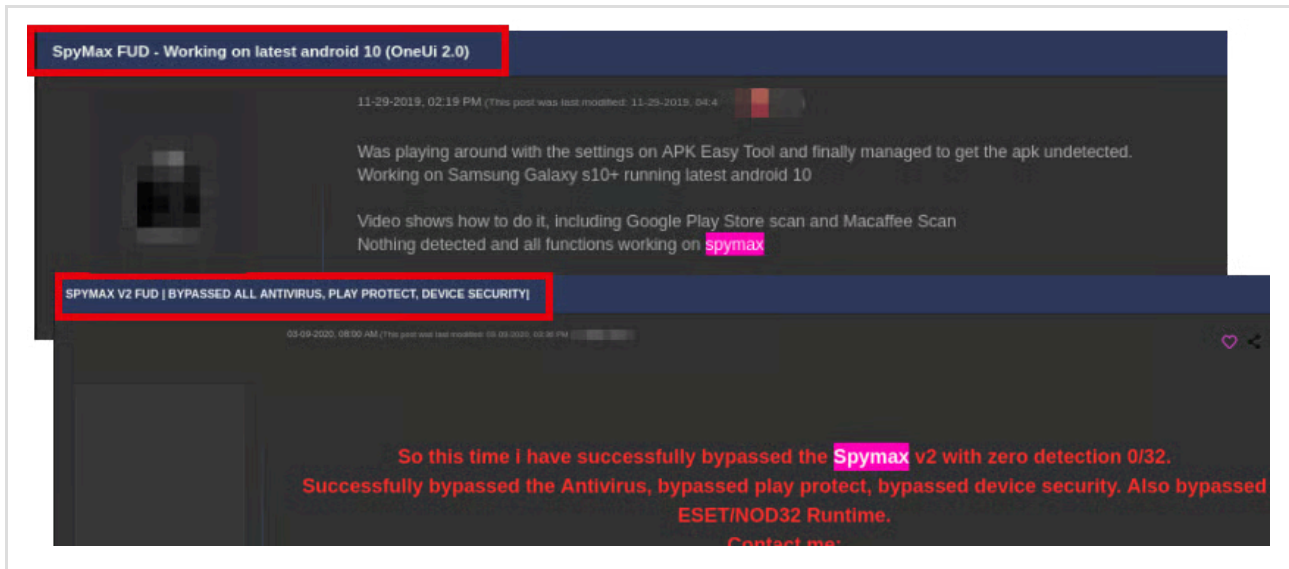 SpyMax FUD - Working on latest android 10 (OneUi 2.0)
11-29-2019, 02:19 PM (This post was last modified: 11-29-2019, 04:4
Was playing around with the settings on APK Easy Tool and finally managed to get the apk undetected.
Working on Samsung Galaxy s10+ running latest android 10
Video shows how to do it, including Google Play Store scan and Macaffee Scan
Nothing detected and all functions working on spymax
SPYMAX V2 FUD | BYPASSED ALL ANTIVIRUS, PLAY PROTECT, DEVICE SECURITY|
03-09-2020, 08:00 AM (This post was last modified: PM
So this time i have successfully bypassed the Spymax v2 with zero detection 0/32.
Successfully bypassed the Antivirus, bypassed play protect, bypassed device security. Also bypassed
ESET/NOD32 Runtime.
Contact me: